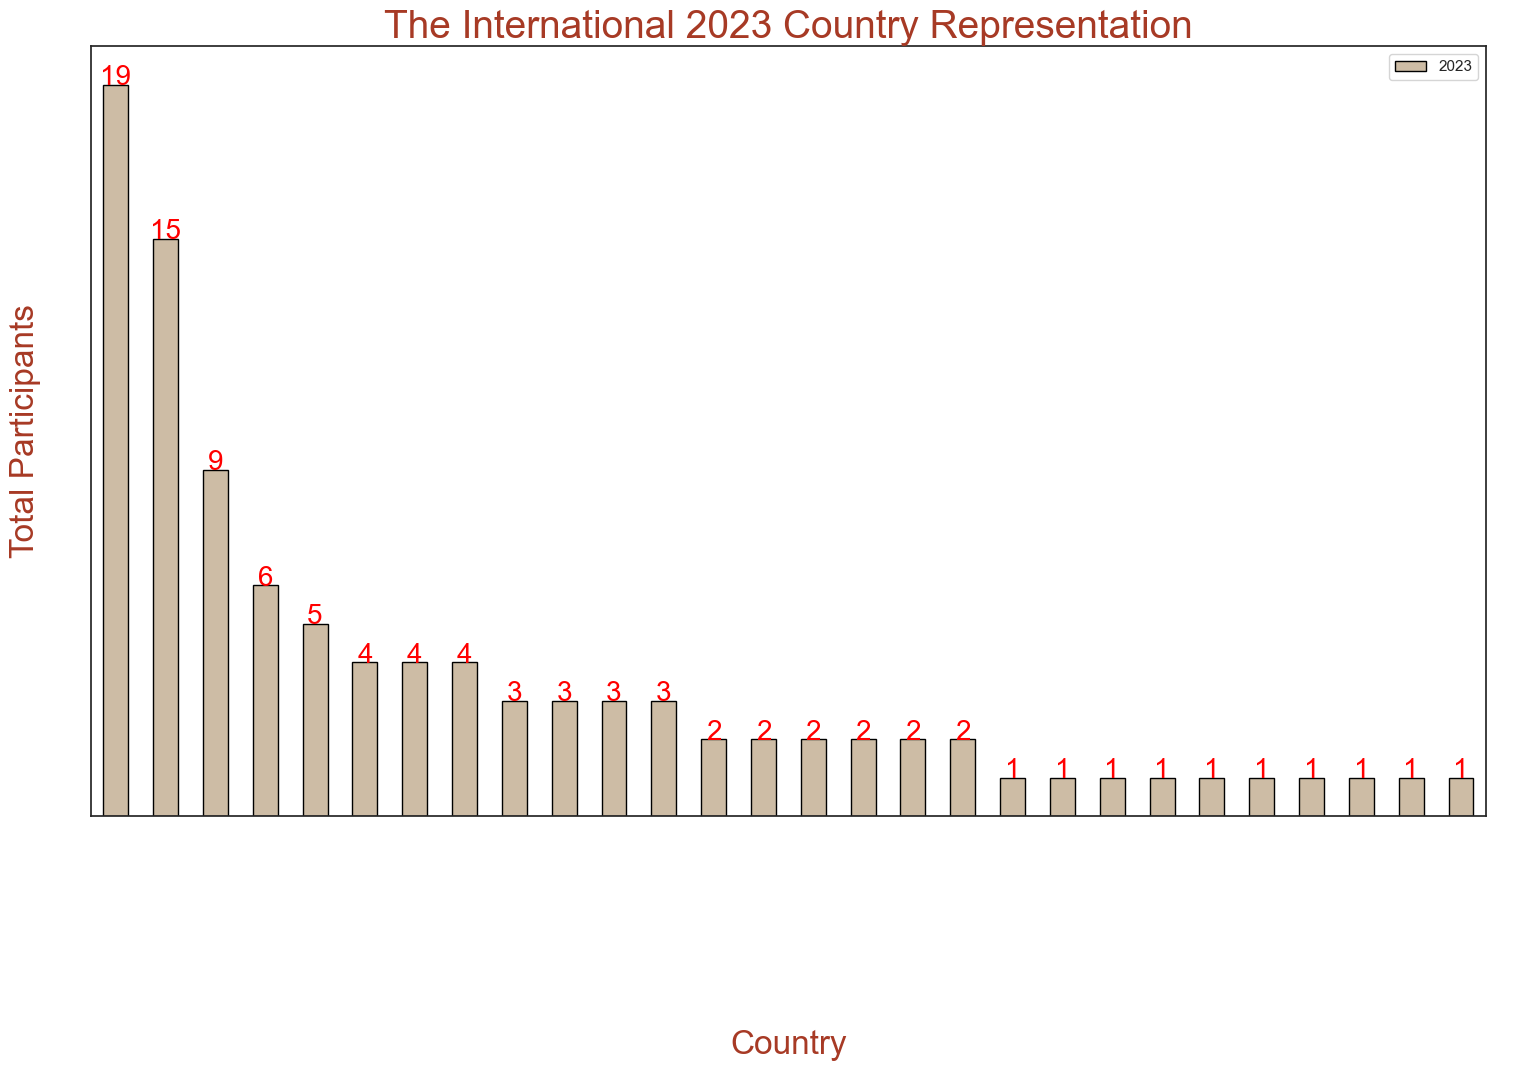 The International 2023 Country Representation
2023
19
15
9
6
5
4 4 4
3 3 3 3
2 2 2 2 2 2
1 1 1 1 1 1 1 1 1 1
Total Participants
Country